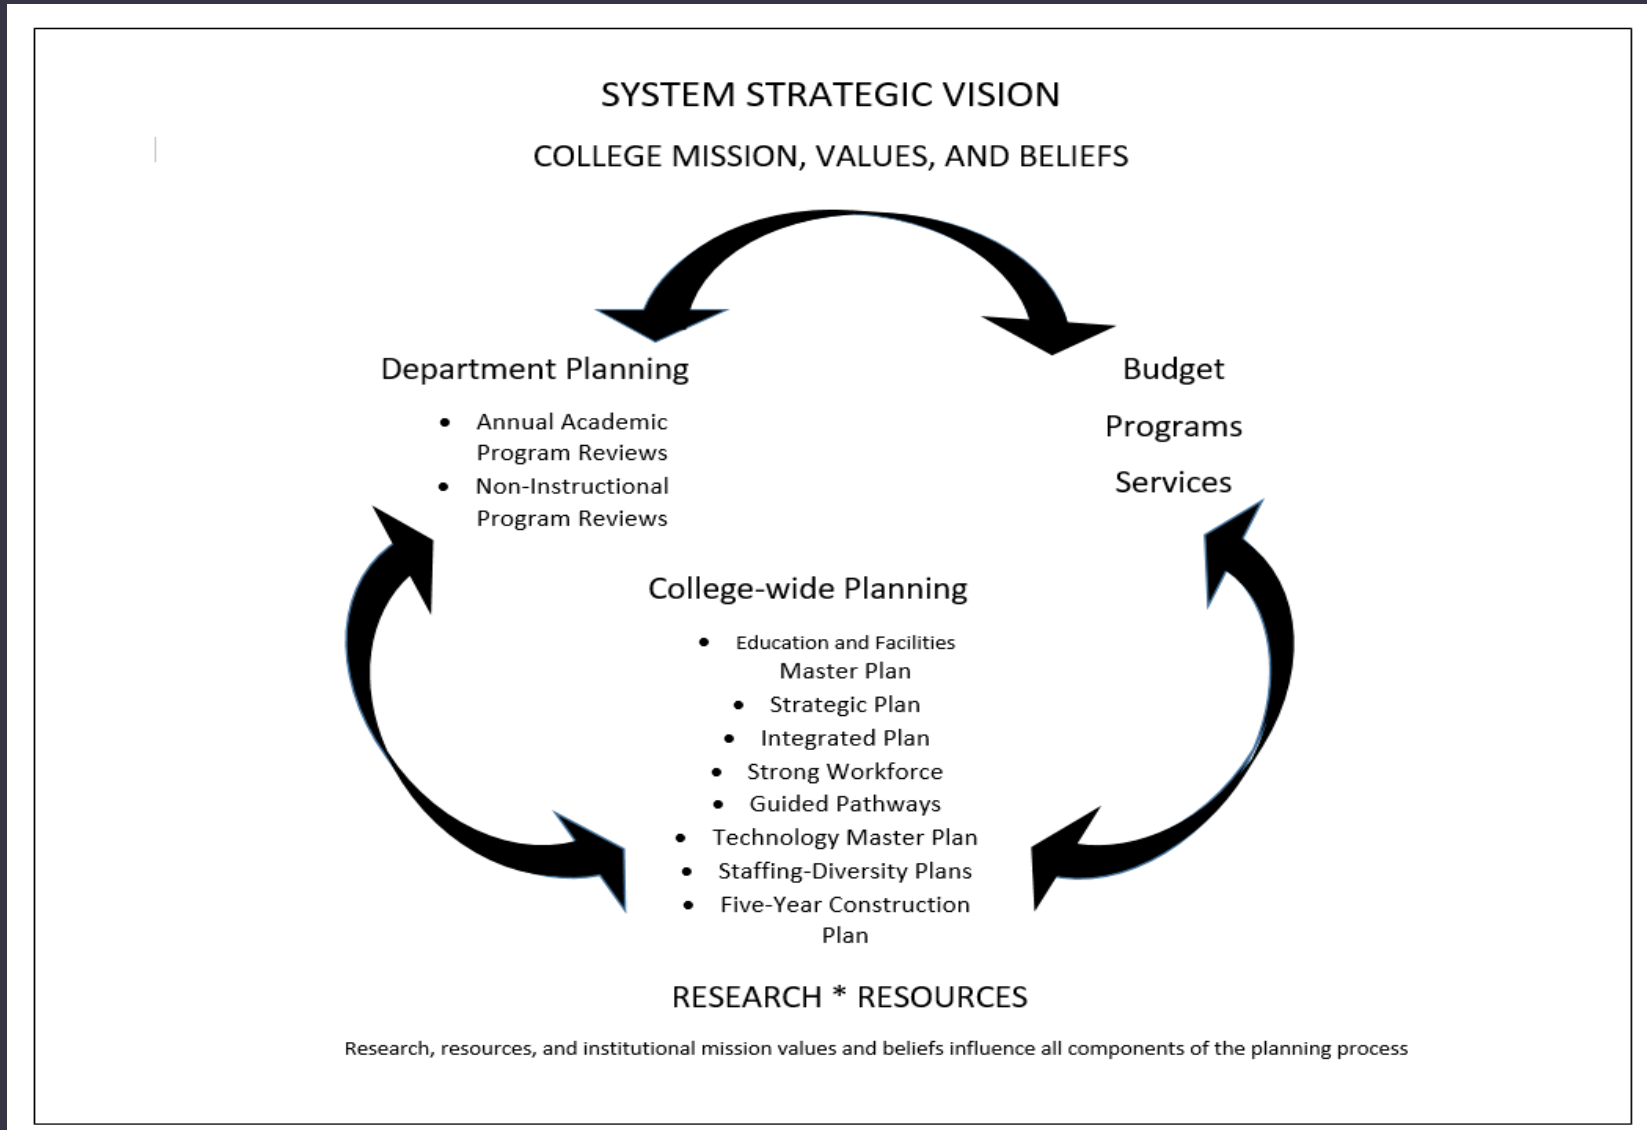 SYSTEM STRATEGIC VISION
COLLEGE MISSION, VALUES, AND BELIEFS
Department Planning
• Annual Academic
Program Reviews
• Non-Instructional
Program Reviews
Budget
Programs
Services
College-wide Planning
• Education and Facilities
Master Plan
• Strategic Plan
• Integrated Plan
• Strong Workforce
• Guided Pathways
• Technology Master Plan
• Staffing-Diversity Plans
• Five-Year Construction
Plan
RESEARCH * RESOURCES
Research, resources, and institutional mission values and beliefs influence all components of the planning process